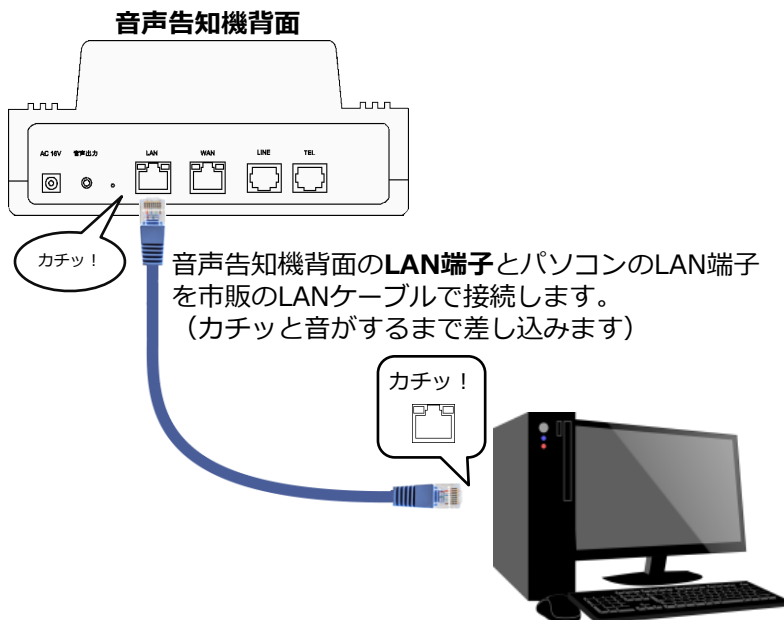 音声告知機背面
AC 16V 音声出力 LAN WAN LINE TEL
カチッ！
音声告知機背面のLAN端子とパソコンのLAN端子
を市販のLANケーブルで接続します。
（カチッと音がするまで差し込みます）
カチッ！